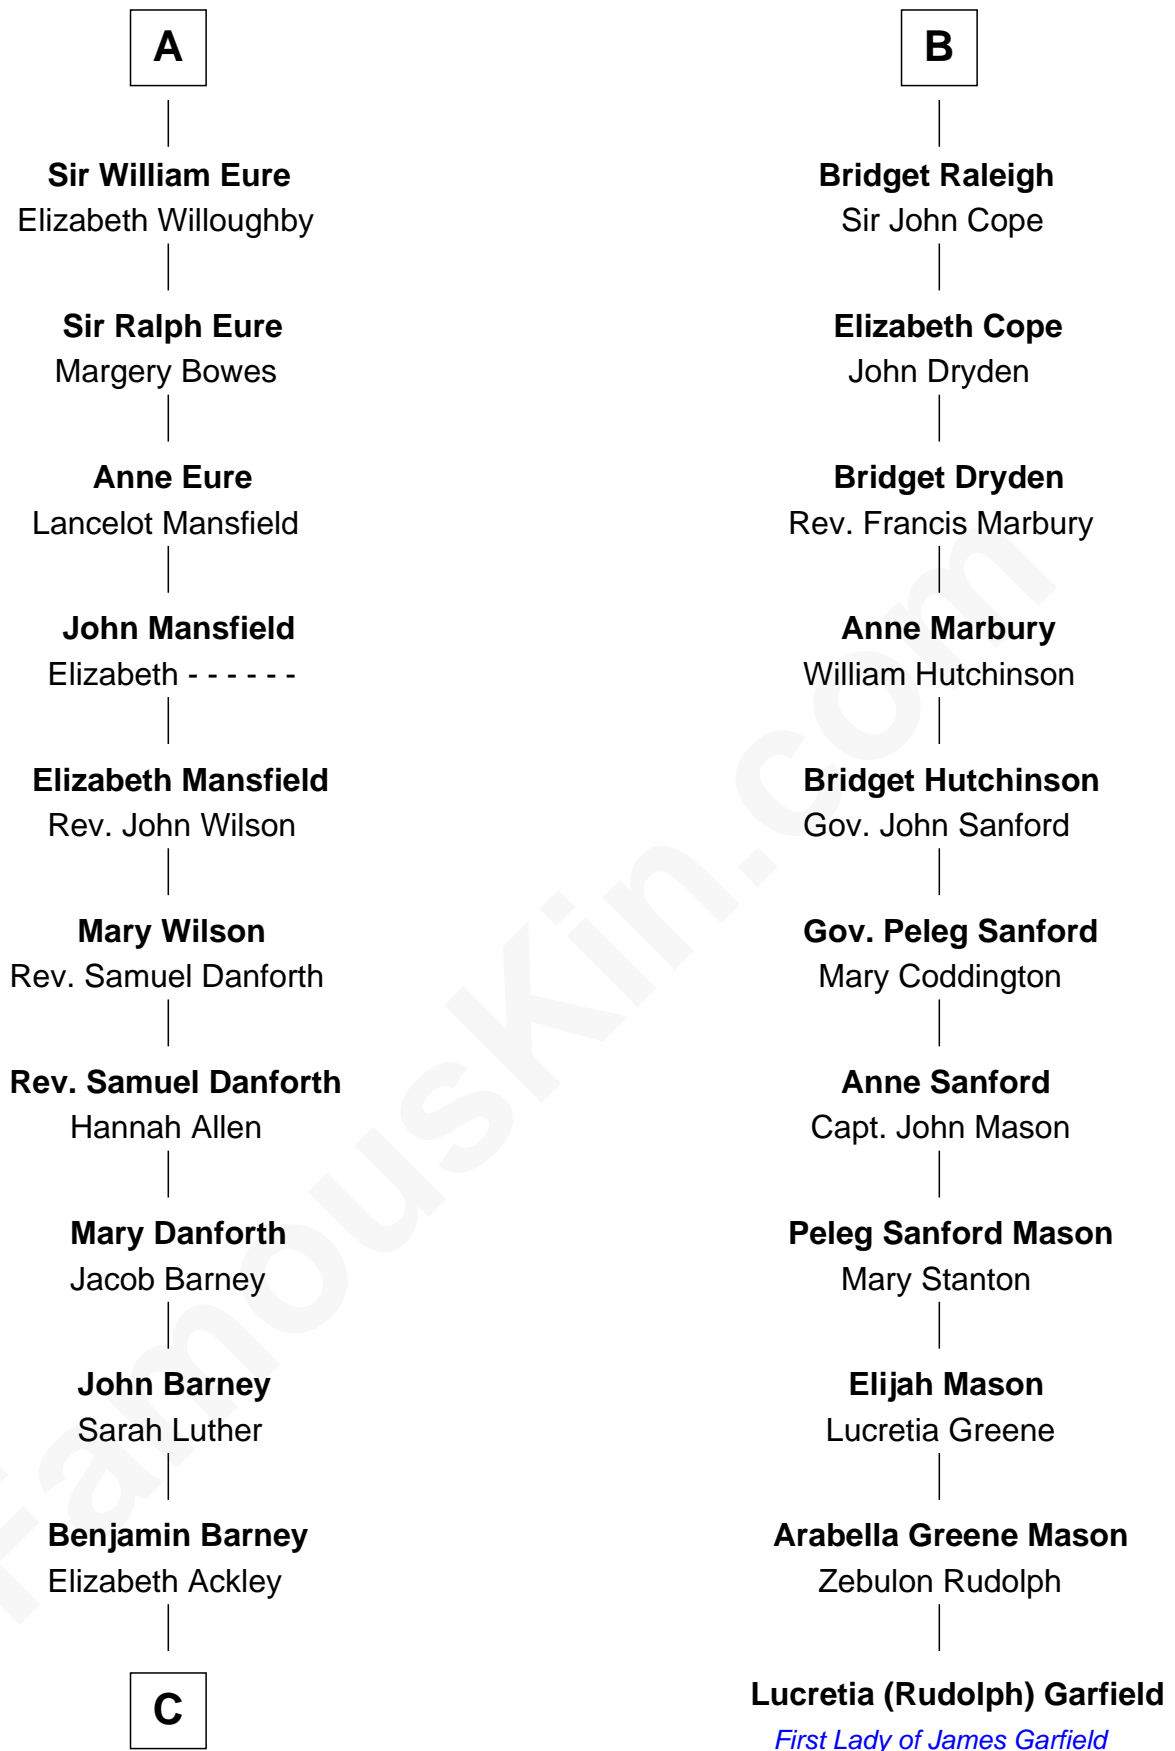 A
Sir William Eure
Elizabeth Willoughby
Sir Ralph Eure
Margery Bowes
Anne Eure
Lancelot Mansfield
John Mansfield
Elizabeth - - - - - -
Elizabeth Mansfield
Rev. John Wilson
Mary Wilson
Rev. Samuel Danforth
Rev. Samuel Danforth
Hannah Allen
Mary Danforth
Jacob Barney
John Barney
Sarah Luther
Benjamin Barney
Elizabeth Ackley
C
B
Bridget Raleigh
Sir John Cope
Elizabeth Cope
John Dryden
Bridget Dryden
Rev. Francis Marbury
Anne Marbury
William Hutchinson
Bridget Hutchinson
Gov. John Sanford
Gov. Peleg Sanford
Mary Coddington
Anne Sanford
Capt. John Mason
Peleg Sanford Mason
Mary Stanton
Elijah Mason
Lucretia Greene
Arabella Greene Mason
Zebulon Rudolph
Lucretia (Rudolph) Garfield
First Lady of James Garfield
FamousKin.com